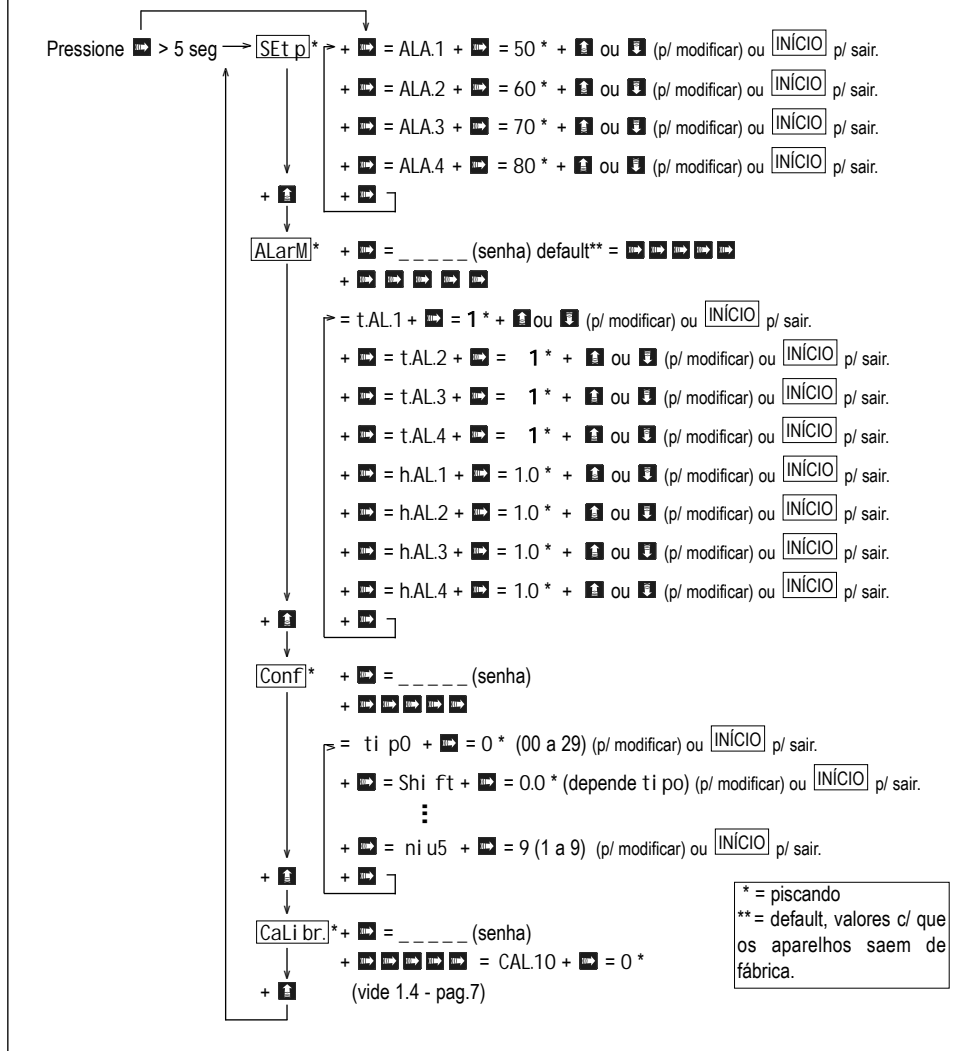 Pressione > 5 seg SEt p * + = ALA.1 + = 50 * + ou (p/ modificar) ou INÍCIO p/ sair.
+ = ALA.2 + = 60 * + ou (p/ modificar) ou INÍCIO p/ sair.
+ = ALA.3 + = 70 * + ou (p/ modificar) ou INÍCIO p/ sair.
+ = ALA.4 + = 80 * + ou (p/ modificar) ou INÍCIO p/ sair.
+ +
ALarM * + = _ _ _ _ _ (senha) default** =
+
= t.AL.1 + = 1 * + ou (p/ modificar) ou INÍCIO p/ sair.
+ = t.AL.2 + = 1 * + ou (p/ modificar) ou INÍCIO p/ sair.
+ = t.AL.3 + = 1 * + ou (p/ modificar) ou INÍCIO p/ sair.
+ = t.AL.4 + = 1 * + ou (p/ modificar) ou INÍCIO p/ sair.
+ = h.AL.1 + = 1.0 * + ou (p/ modificar) ou INÍCIO p/ sair.
+ = h.AL.2 + = 1.0 * + ou (p/ modificar) ou INÍCIO p/ sair.
+ = h.AL.3 + = 1.0 * + ou (p/ modificar) ou INÍCIO p/ sair.
+ = h.AL.4 + = 1.0 * + ou (p/ modificar) ou INÍCIO p/ sair.
+ +
Conf * + = _ _ _ _ _ (senha)
+
= ti p0 + = 0 * (00 a 29) (p/ modificar) ou INÍCIO p/ sair.
+ = Shi ft + = 0.0 * (depende ti po) (p/ modificar) ou INÍCIO p/ sair.
+ = ni u5 + = 9 (1 a 9) (p/ modificar) ou INÍCIO p/ sair.
+ +
CaLi br. * + = _ _ _ _ _ (senha)
+ = CAL.10 + = 0 *
+ (vide 1.4 - pag.7)
* = piscando
** = default, valores c/ que
os aparelhos saem de
fábrica.